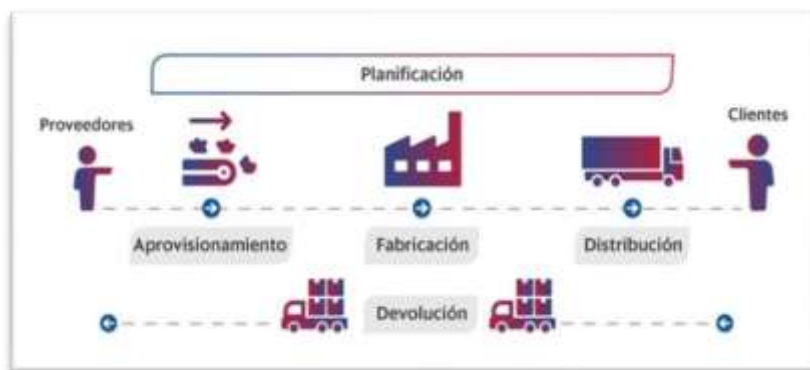 Planificación
Proveedores
Clientes
Aprovisionamiento
Fabricación
Distribución
Devolución